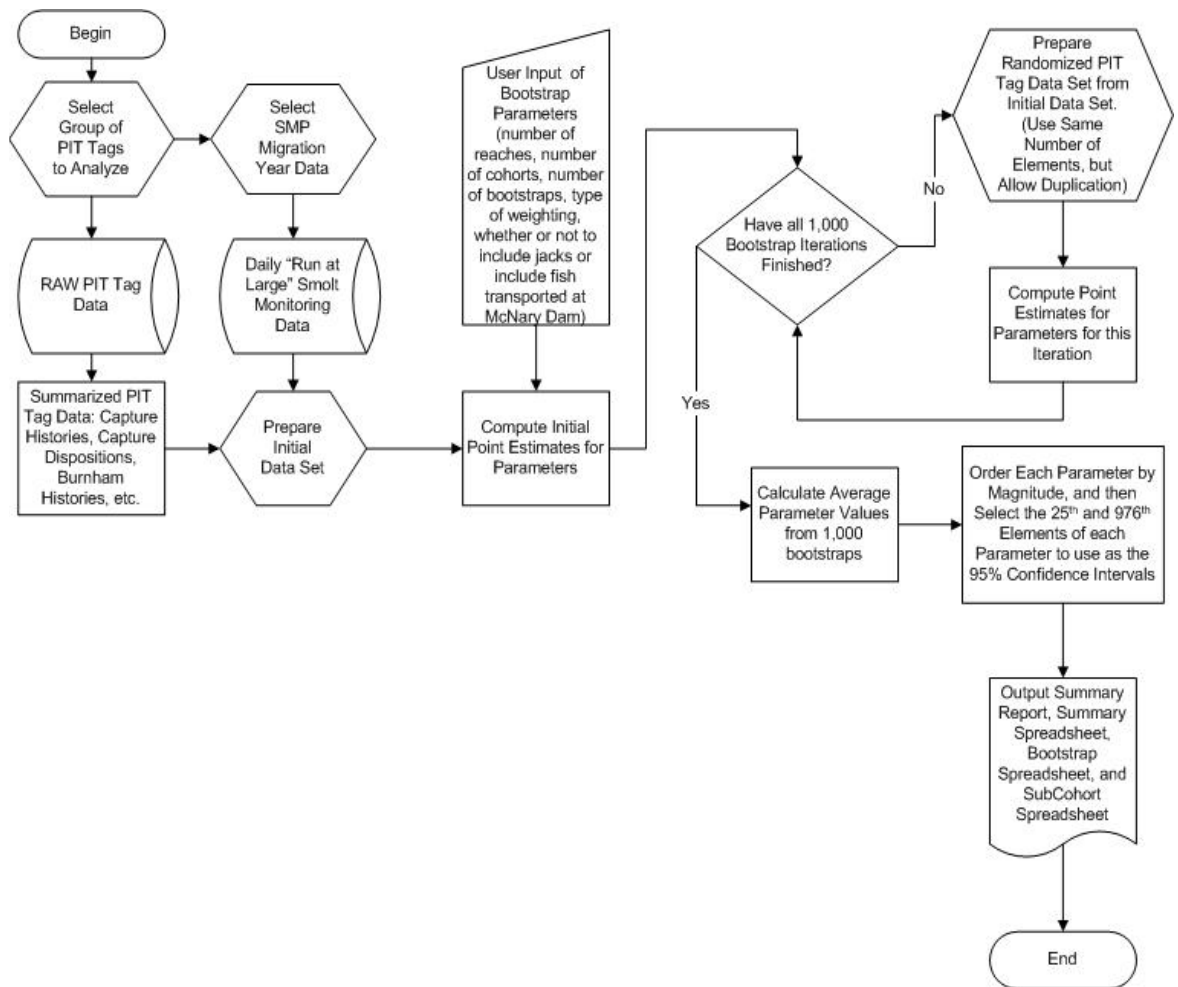 Begin
Select
Group of
PIT Tags
to Analyze
Select
SMP
Migration
Year Data
RAW PIT Tag
Data
Daily “Run at
Large” Smolt
Monitoring
Data
Summarized PIT
Tag Data: Capture
Histories, Capture
Dispositions,
Burnham
Histories, etc.
Prepare
Initial
Data Set
User Input of
Bootstrap
Parameters
(number of
reaches, number
of cohorts, number
of bootstraps, type
of weighting,
whether or not to
include jacks or
include fish
transported at
McNary Dam)
Compute Initial
Point Estimates for
Parameters
Have all 1,000
Bootstrap Iterations
Finished?
No
Prepare
Randomized PIT
Tag Data Set from
Initial Data Set.
(Use Same
Number of
Elements, but
Allow Duplication)
Compute Point
Estimates for
Parameters for this
Iteration
Yes
Calculate Average
Parameter Values
from 1,000
bootstraps
Order Each Parameter by
Magnitude, and then
Select the 25th and 976th
Elements of each
Parameter to use as the
95% Confidence Intervals
Output Summary
Report, Summary
Spreadsheet,
Bootstrap
Spreadsheet, and
SubCohort
Spreadsheet
End